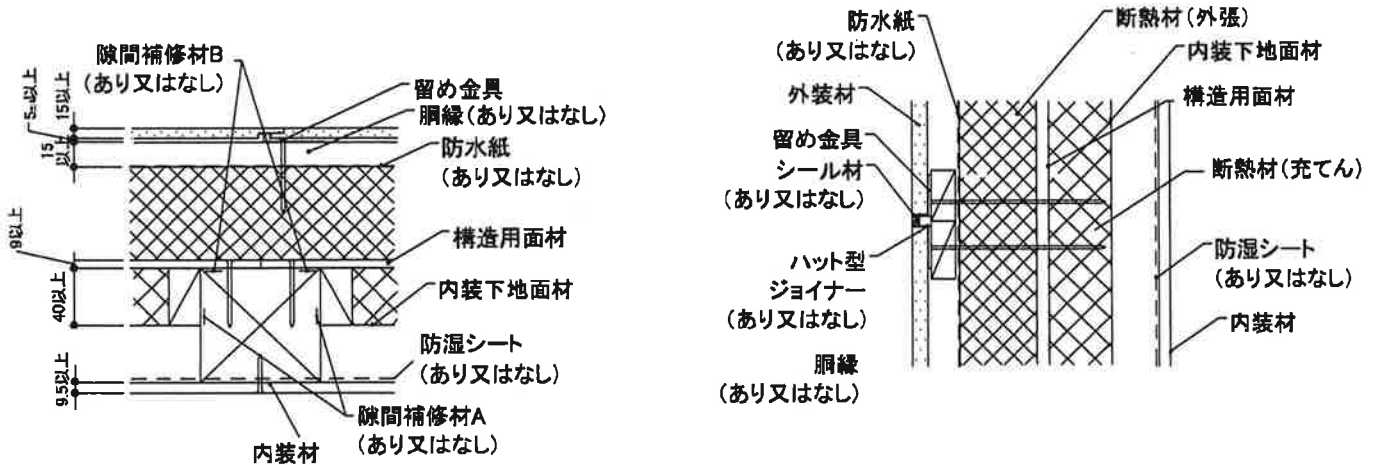 隙間補修材B
(あり又はなし)
留め金具
胴縁(あり又はなし)
防水紙
(あり又はなし)
構造用面材
内装下地面材
防湿シート
(あり又はなし)
隙間補修材A
(あり又はなし)
内装材
15以上
5以上
15
以上
9以上
40以上
9.5以上
防水紙
(あり又はなし)
外装材
留め金具
シール材
(あり又はなし)
ハット型
ジョイナー
(あり又はなし)
胴縁
(あり又はなし)
断熱材(外張)
内装下地面材
構造用面材
断熱材(充てん)
防湿シート
(あり又はなし)
内装材